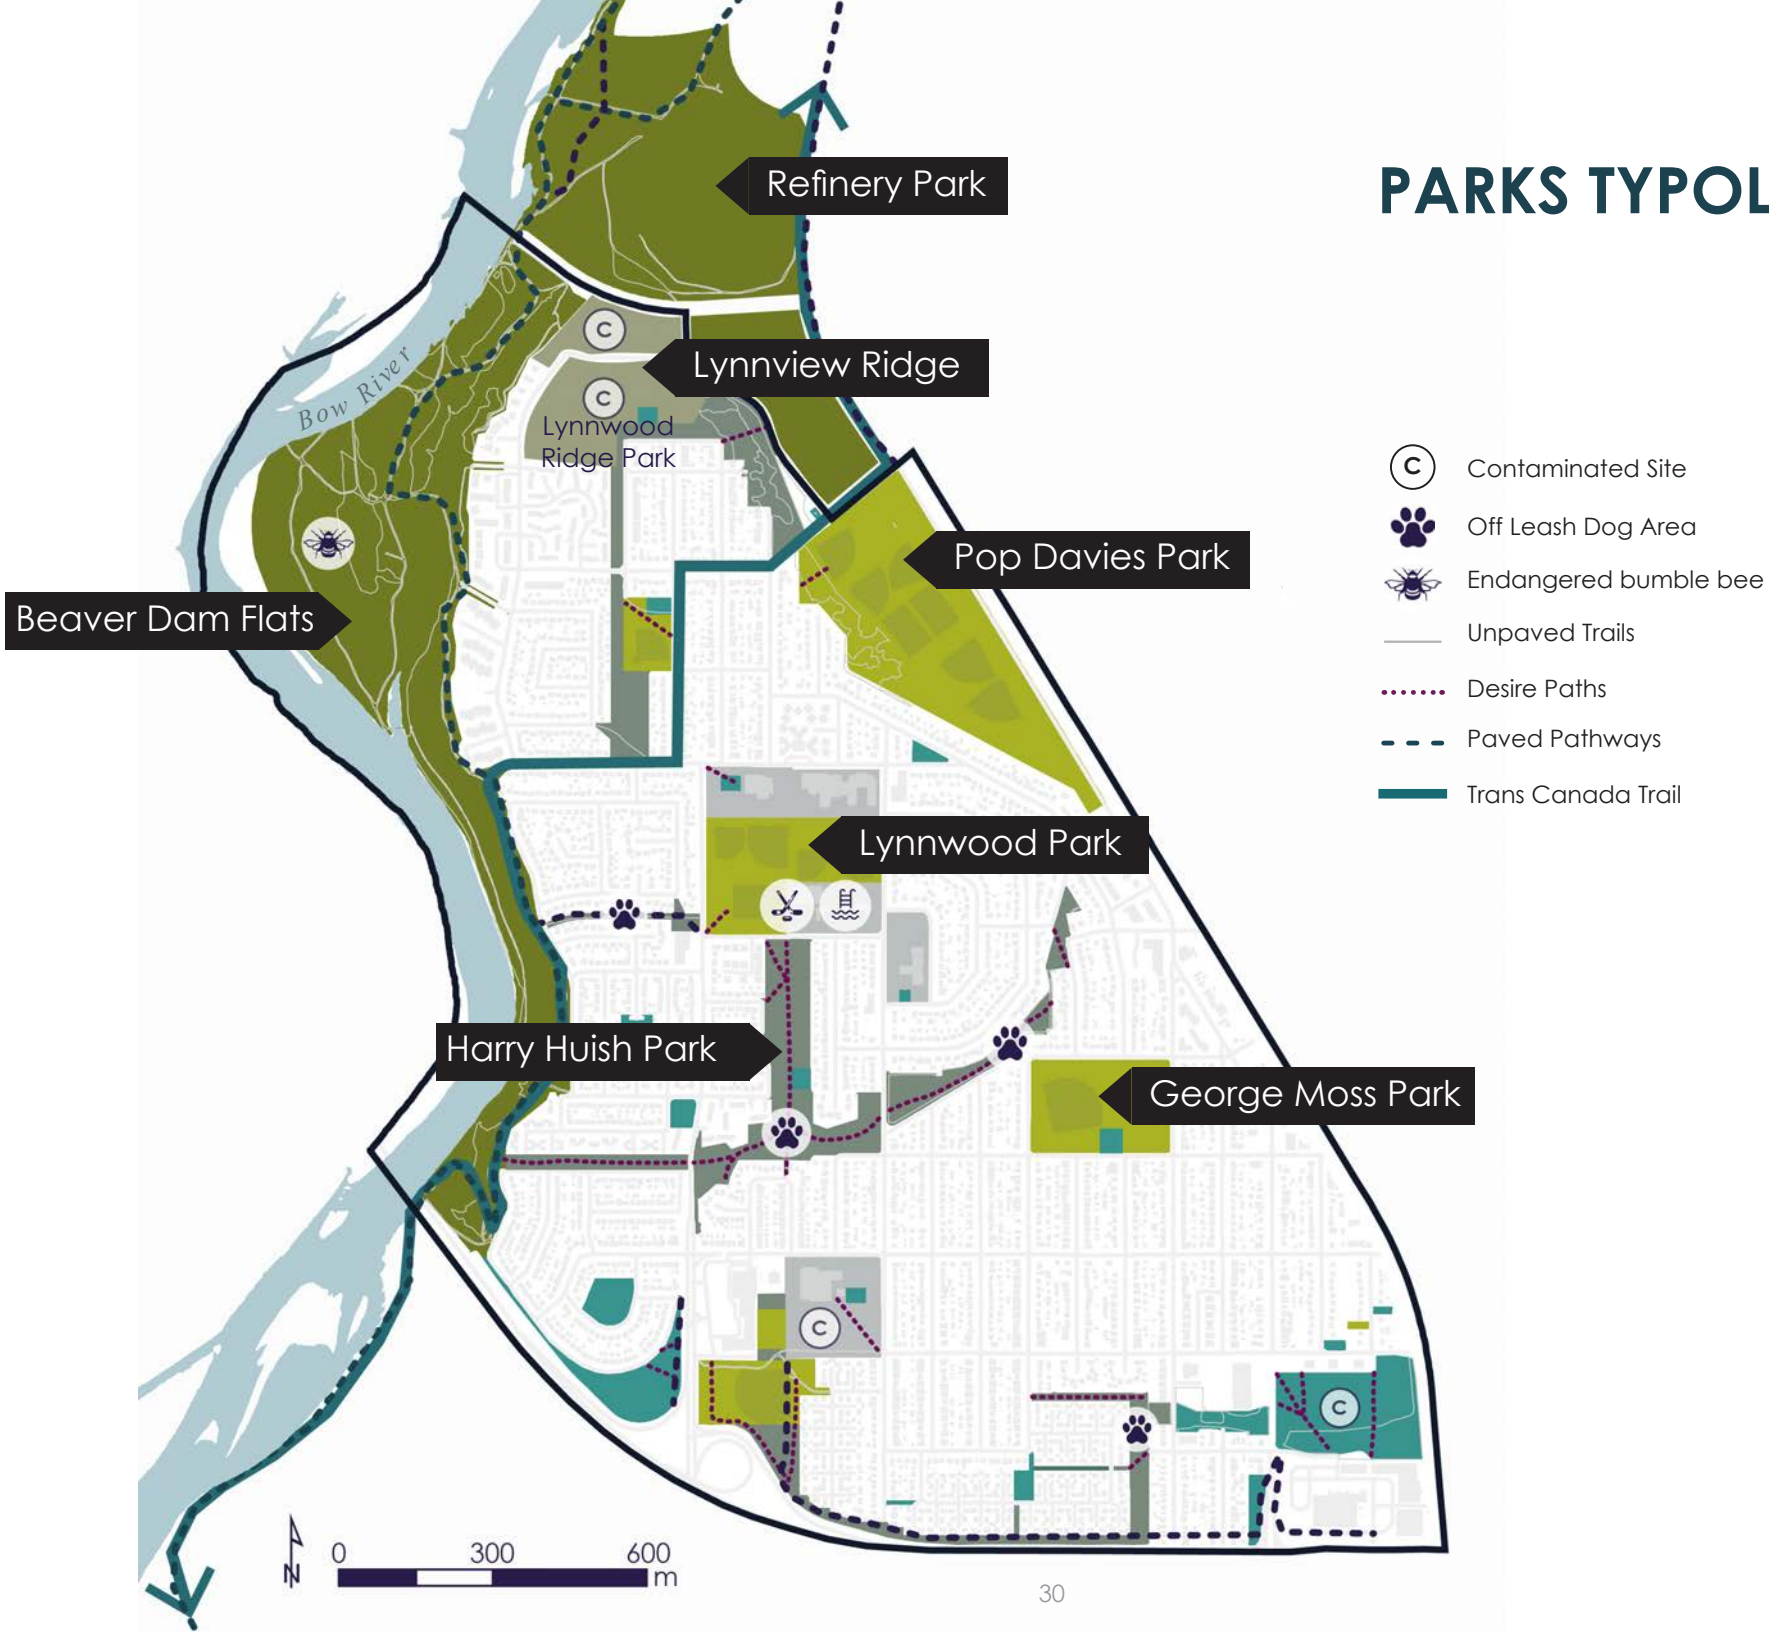 PARKS TYPOL
Refinery Park
Lynnview Ridge
C
C
Lynnwood
Ridge Park
Bow River
Pop Davies Park
Beaver Dam Flats
Lynnwood Park
Harry Huish Park
George Moss Park
C
C
C Contaminated Site
Off Leash Dog Area
Endangered bumble bee
Unpaved Trails
Desire Paths
Paved Pathways
Trans Canada Trail
N
0 300 600
m
30